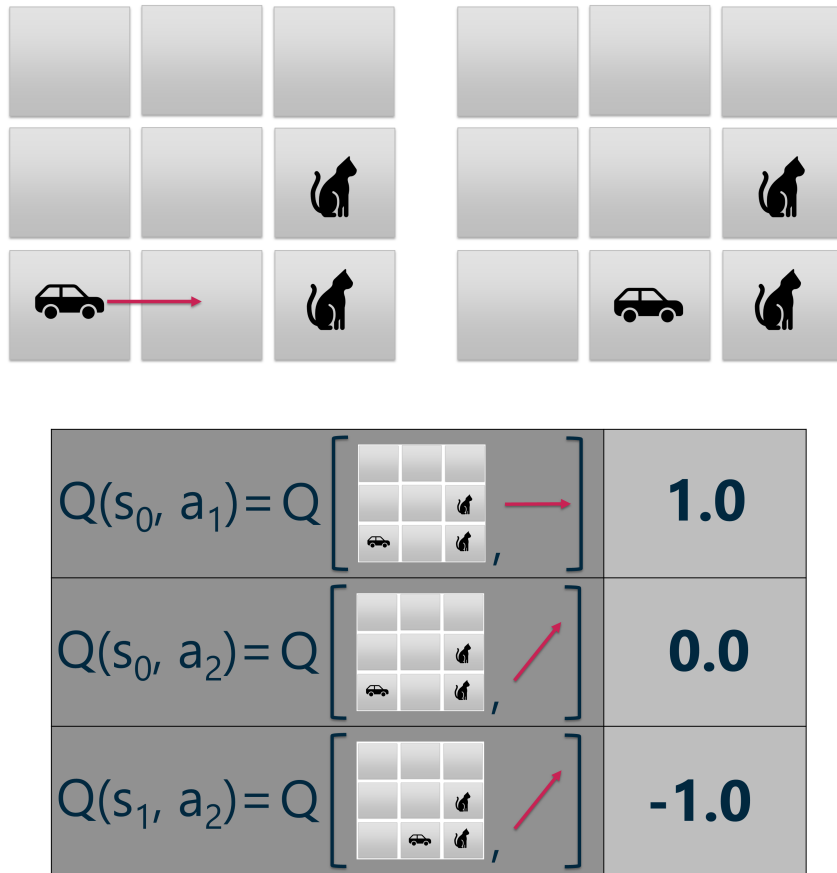 Q(s₀, a₁) = Q [ , ] 1.0
Q(s₀, a₂) = Q [ , ] 0.0
Q(s₁, a₂) = Q [ , ] -1.0